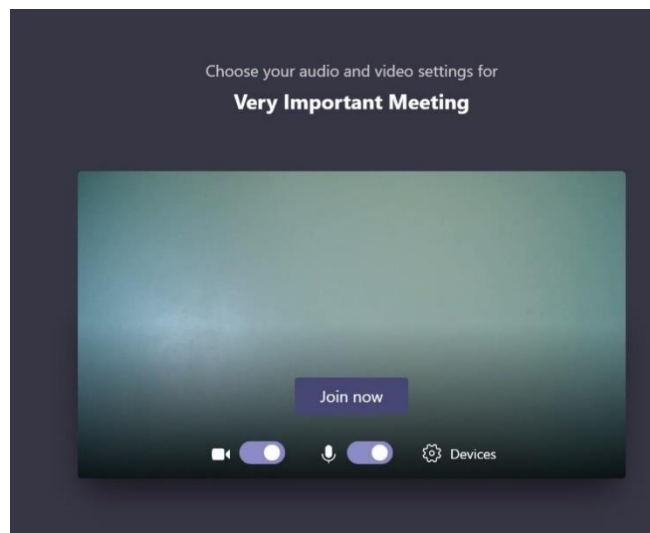 Choose your audio and video settings for
Very Important Meeting
Join now
Devices